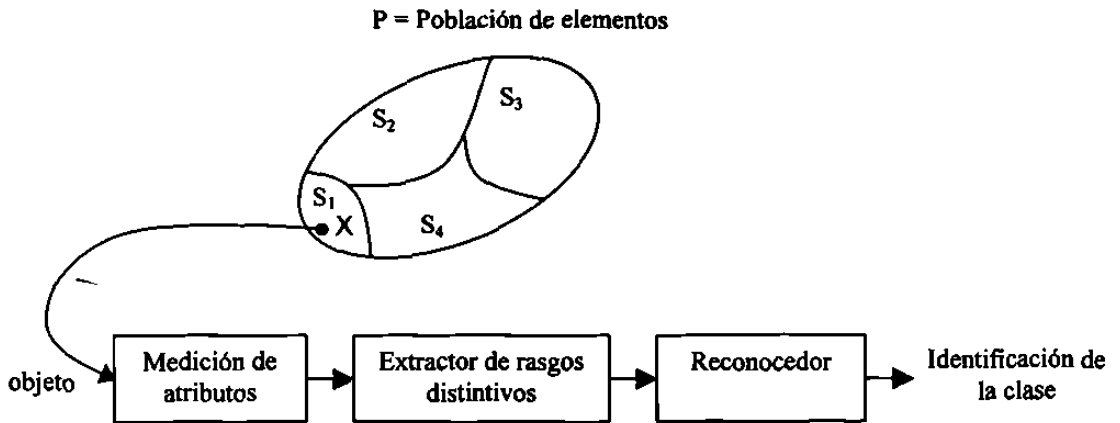 P = Población de elementos
S₂
S₃
S₁
X
S₄
objeto
Medición de
atributos
Extractor de rasgos
distintivos
Reconocedor
Identificación de
la clase